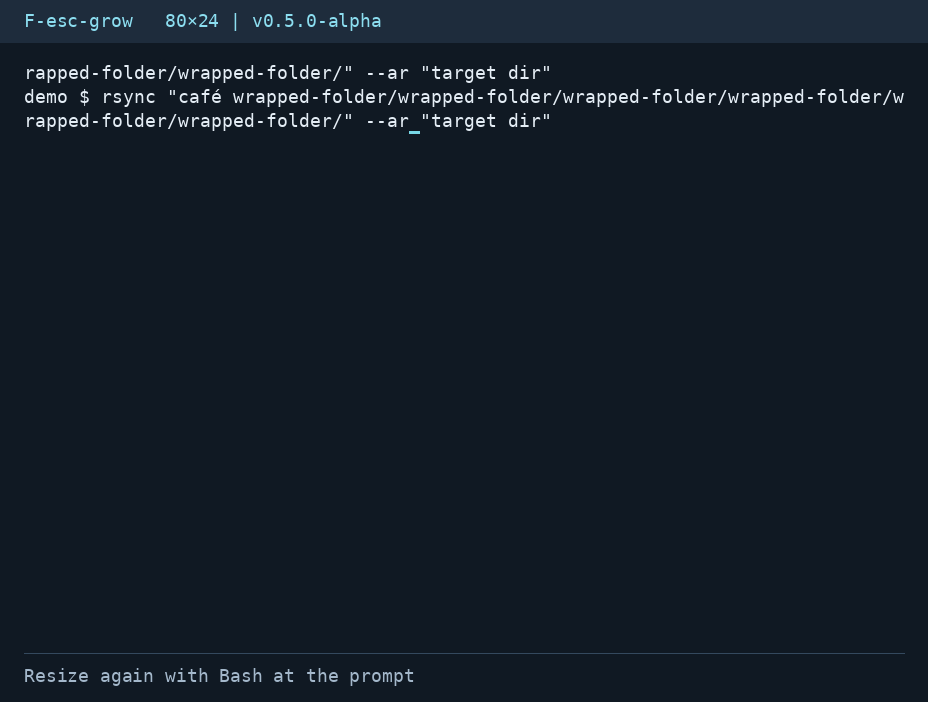 F-esc-grow   80×24 | v0.5.0-alpha
rapped-folder/wrapped-folder/" --ar "target dir"
demo $ rsync "café wrapped-folder/wrapped-folder/wrapped-folder/wrapped-folder/w
rapped-folder/wrapped-folder/" --ar_"target dir"
Resize again with Bash at the prompt